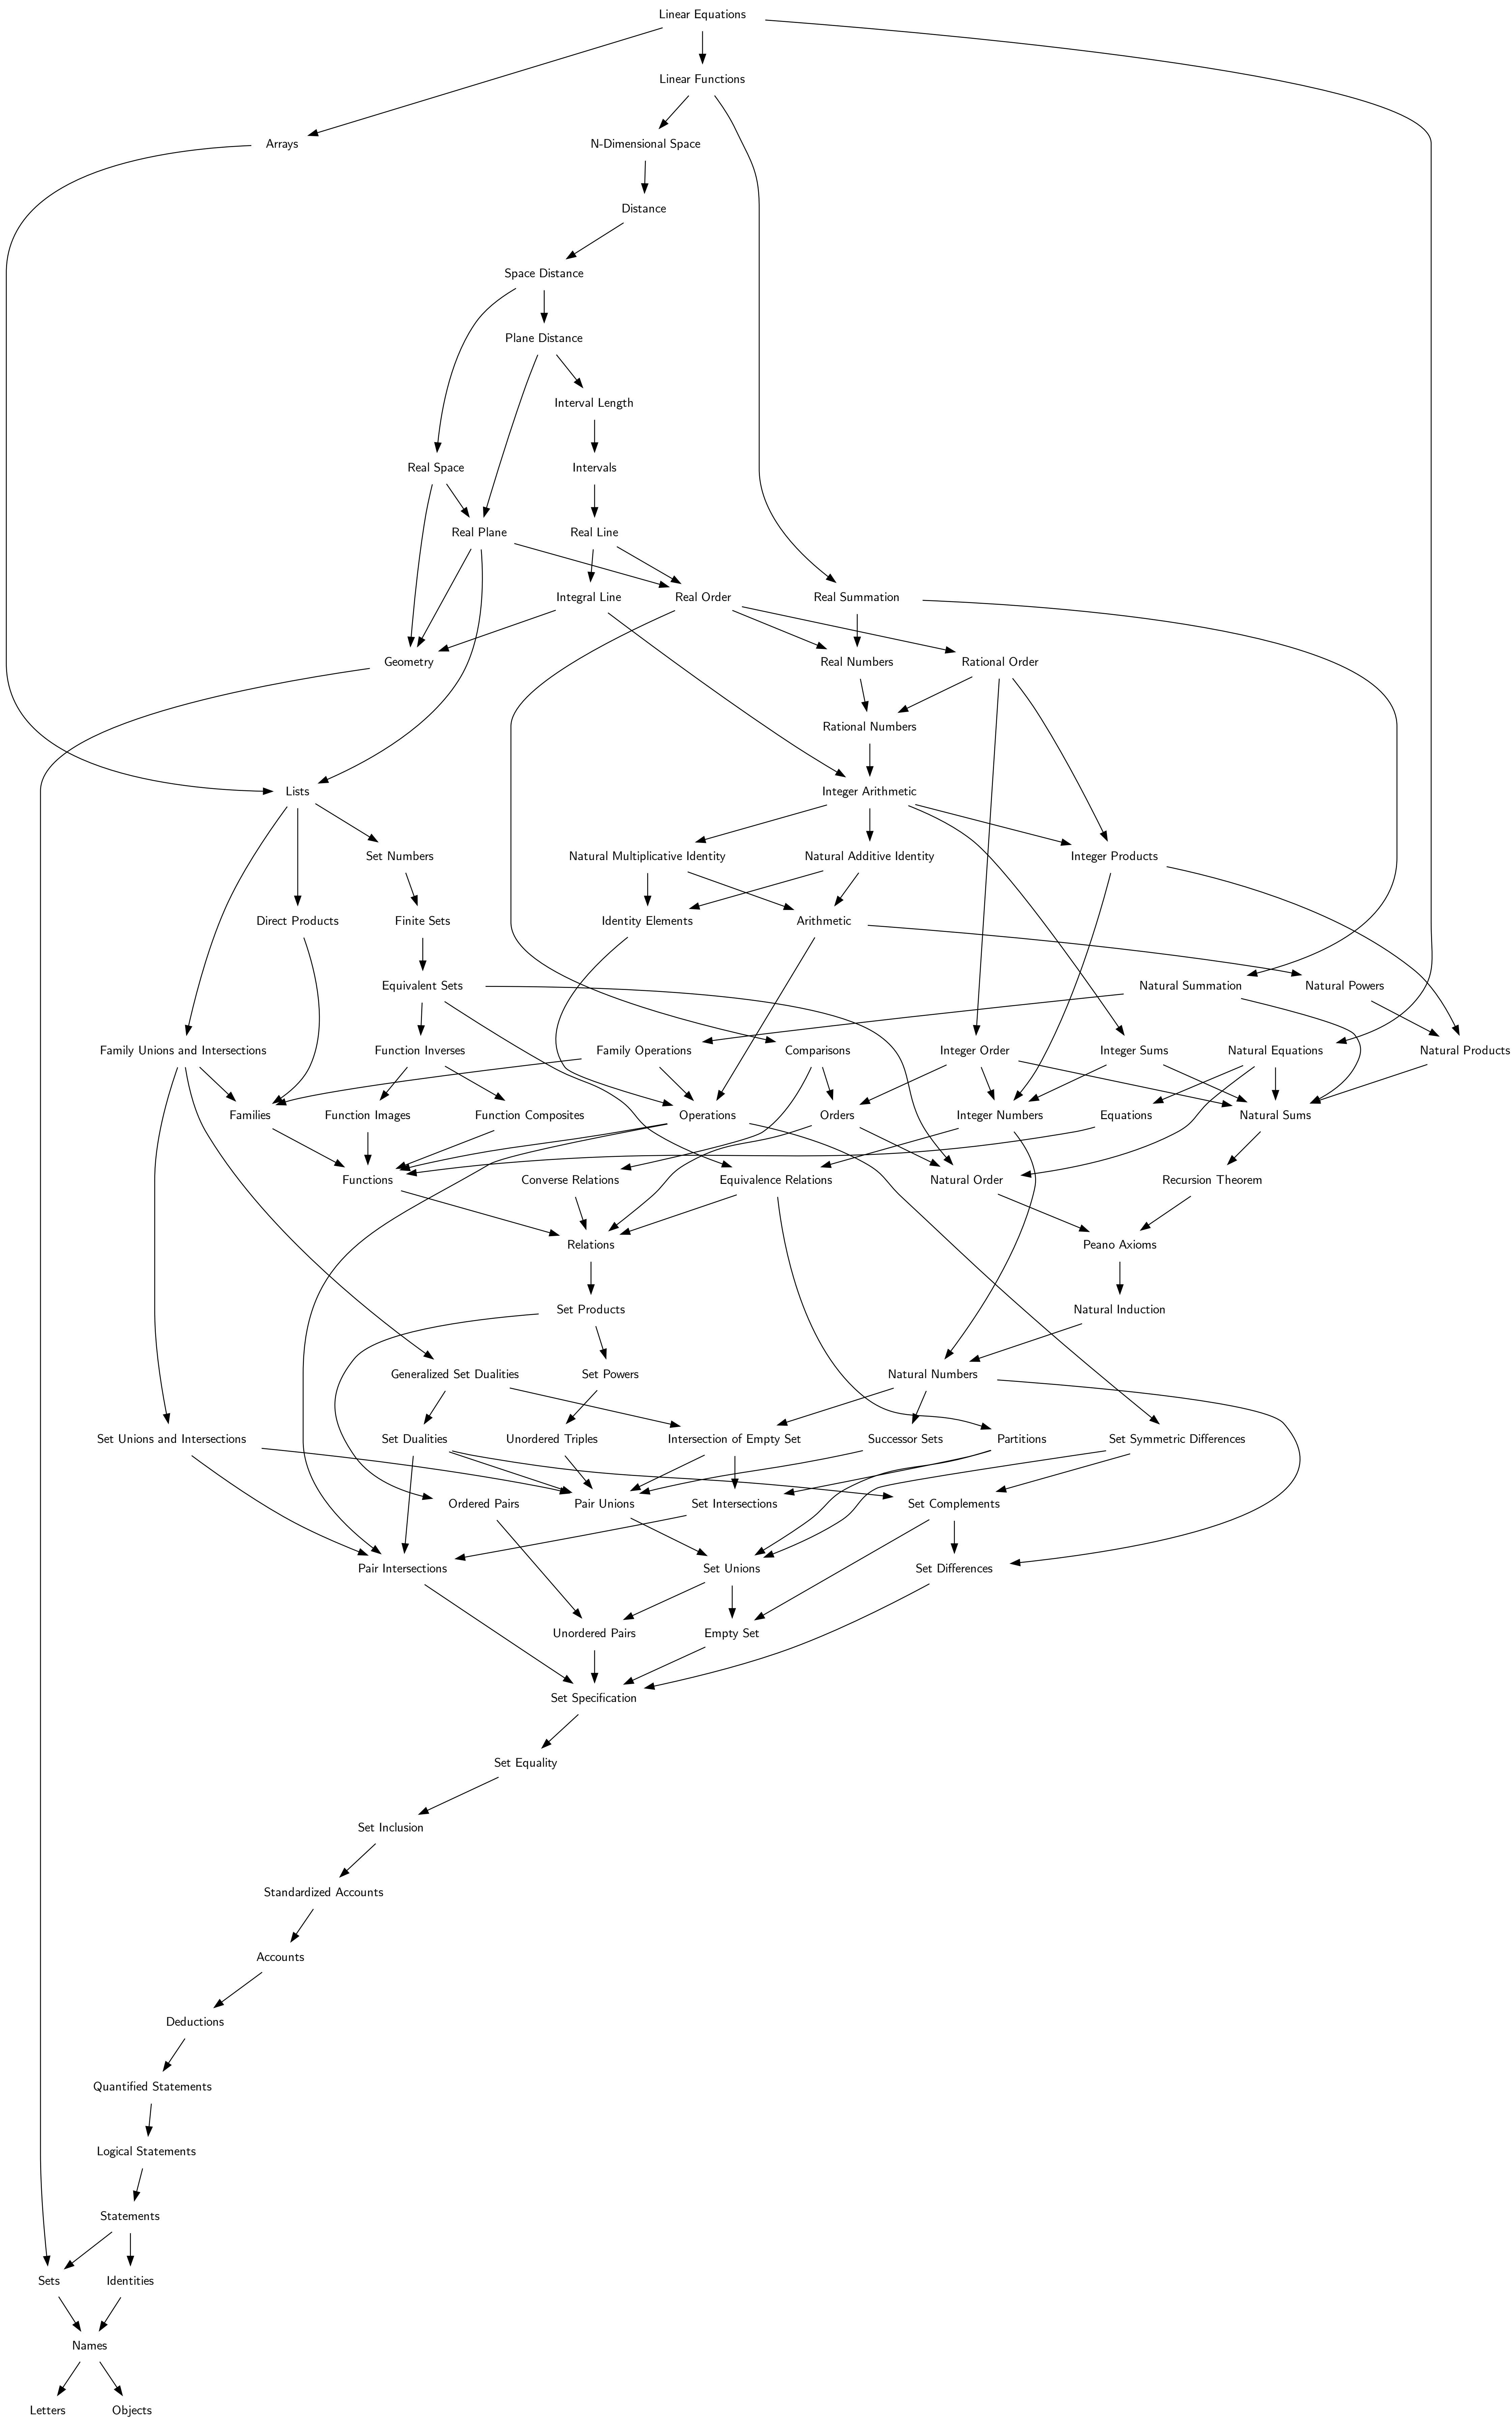 Linear Equations
Linear Functions
Arrays
N-Dimensional Space
Distance
Space Distance
Plane Distance
Interval Length
Real Space
Intervals
Real Plane
Real Line
Integral Line
Real Order
Real Summation
Geometry
Real Numbers
Rational Order
Rational Numbers
Lists
Integer Arithmetic
Set Numbers
Natural Multiplicative Identity
Natural Additive Identity
Integer Products
Direct Products
Finite Sets
Identity Elements
Arithmetic
Equivalent Sets
Natural Summation
Natural Powers
Family Unions and Intersections
Function Inverses
Family Operations
Comparisons
Integer Order
Integer Sums
Natural Equations
Natural Products
Families
Function Images
Function Composites
Operations
Orders
Integer Numbers
Equations
Natural Sums
Functions
Converse Relations
Equivalence Relations
Natural Order
Recursion Theorem
Relations
Peano Axioms
Set Products
Natural Induction
Generalized Set Dualities
Set Powers
Natural Numbers
Set Unions and Intersections
Set Dualities
Unordered Triples
Intersection of Empty Set
Successor Sets
Partitions
Set Symmetric Differences
Ordered Pairs
Pair Unions
Set Intersections
Set Complements
Pair Intersections
Set Unions
Set Differences
Unordered Pairs
Empty Set
Set Specification
Set Equality
Set Inclusion
Standardized Accounts
Accounts
Deductions
Quantified Statements
Logical Statements
Statements
Sets
Identities
Names
Letters
Objects